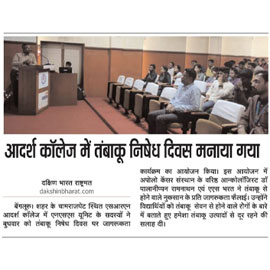 आदर्श कॉलेज में तंबाकू निषेध दिवस मनाया गया
दक्षिण भारत राष्ट्रमत
dakshinbharat.com
बेंगलूरु। शहर के चामराजपेट स्थित एसआरएन
आदर्श कॉलेज में एनएसएस यूनिट के सदस्यों ने
बुधवार को तंबाकू निषेध दिवस पर जागरूकता
कार्यक्रम का आयोजन किया। इस आयोजन में
अपोलो कैंसर संस्थान के वरिष्ठ आन्कोलॉजिस्ट डॉ
पालानीप्पन रामनाथन एवं एएस भरत ने तंबाकू से
होने वाले नुकसान के प्रति जागरूकता फैलाई। उन्होंने
विद्यार्थियों को तंबाकू सेवन से होने वाले रोगों के बारे
में बताते हुए हमेशा तंबाकू उत्पादों से दूर रहने की
सलाह दी।